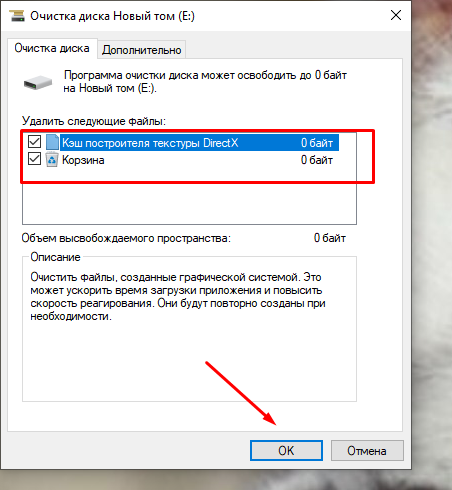 Очистка диска Новый том (E:)
Очистка диска Дополнительно
Программа очистки диска может освободить до 0 байт
на Новый том (E:).
Удалить следующие файлы:
Кэш построителя текстуры DirectX 0 байт
Корзина 0 байт
Объем высвобождаемого пространства: 0 байт
Описание
Очистить файлы, созданные графической системой. Это
может ускорить время загрузки приложения и повысить
скорость реагирования. Они будут повторно созданы при
необходимости.
OK Отмена